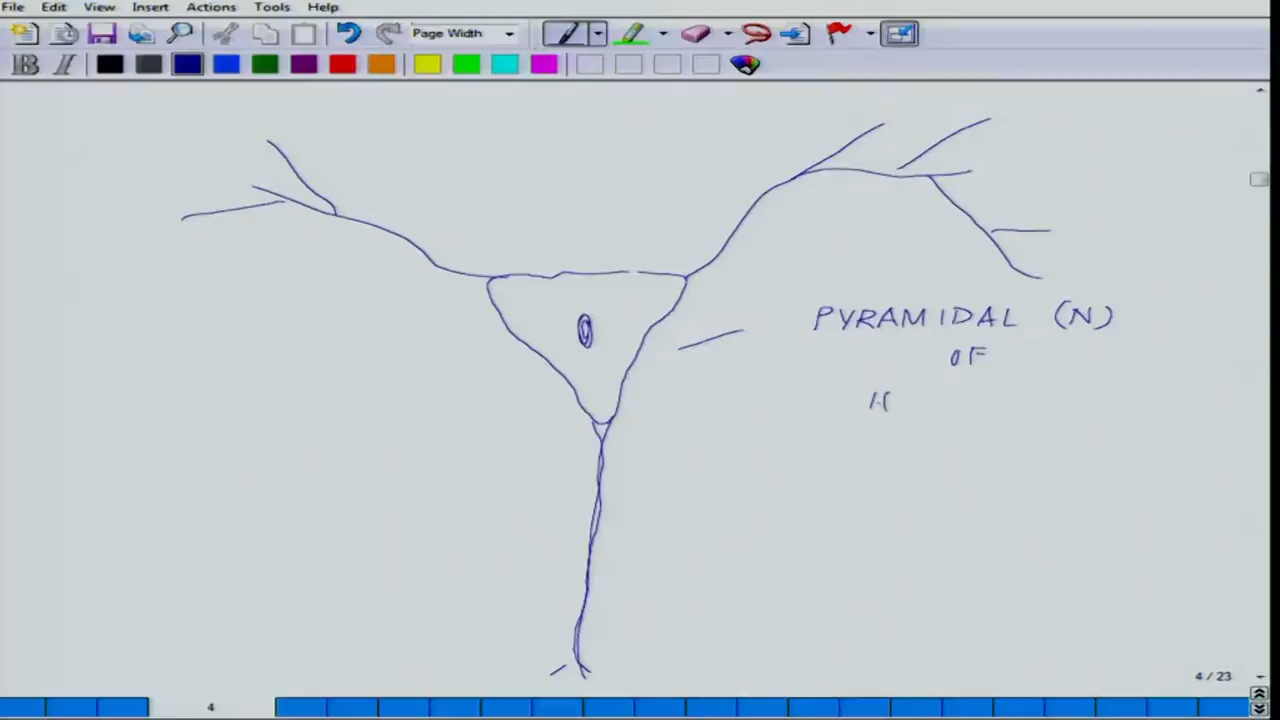 File Edit View Insert Actions Tools Help
Page Width
B I
PYRAMIDAL (N)
OF
H
4 / 23
4